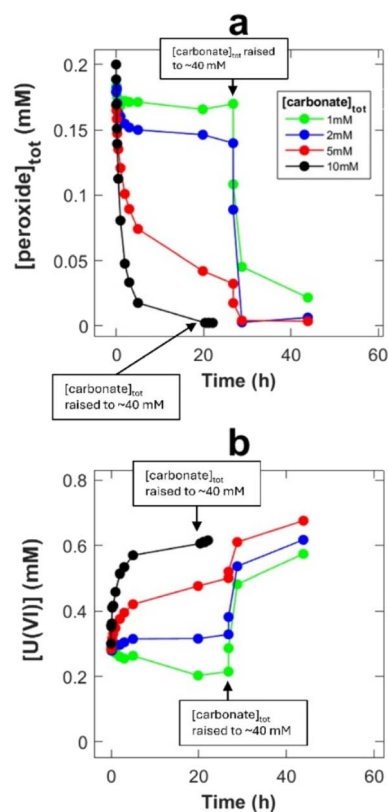 a
[carbonate]tot raised
to ~40 mM
0.2
0.15
0.1
0.05
0
[peroxide]tot (mM)
[carbonate]tot
1mM
2mM
5mM
10mM
0 20 40 60
Time (h)
[carbonate]tot
raised to ~40 mM
b
[carbonate]tot
raised to ~40 mM
0.8
0.6
0.4
0.2
0
[U(VI)] (mM)
[carbonate]tot
raised to ~40 mM
0 20 40 60
Time (h)